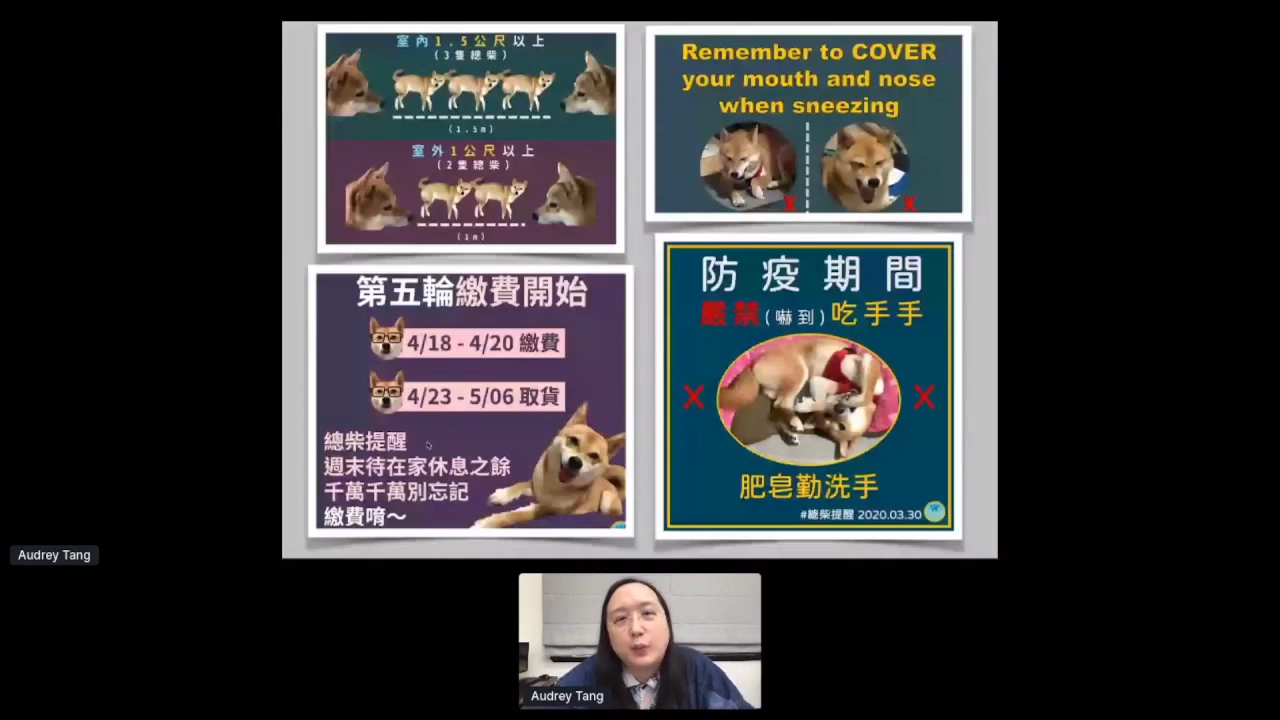 室內1.5公尺以上
(3隻總柴)
(1.5m)
室外1公尺以上
(2隻總柴)
(1m)
Remember to COVER
your mouth and nose
when sneezing
X
X
第五輪繳費開始
4/18 - 4/20 繳費
4/23 - 5/06 取貨
總柴提醒
週末待在家休息之餘
千萬千萬別忘記
繳費唷～
防疫期間
嚴禁(嚇到)吃手手
X
X
肥皂勤洗手
#總柴提醒 2020.03.30
Audrey Tang
Audrey Tang